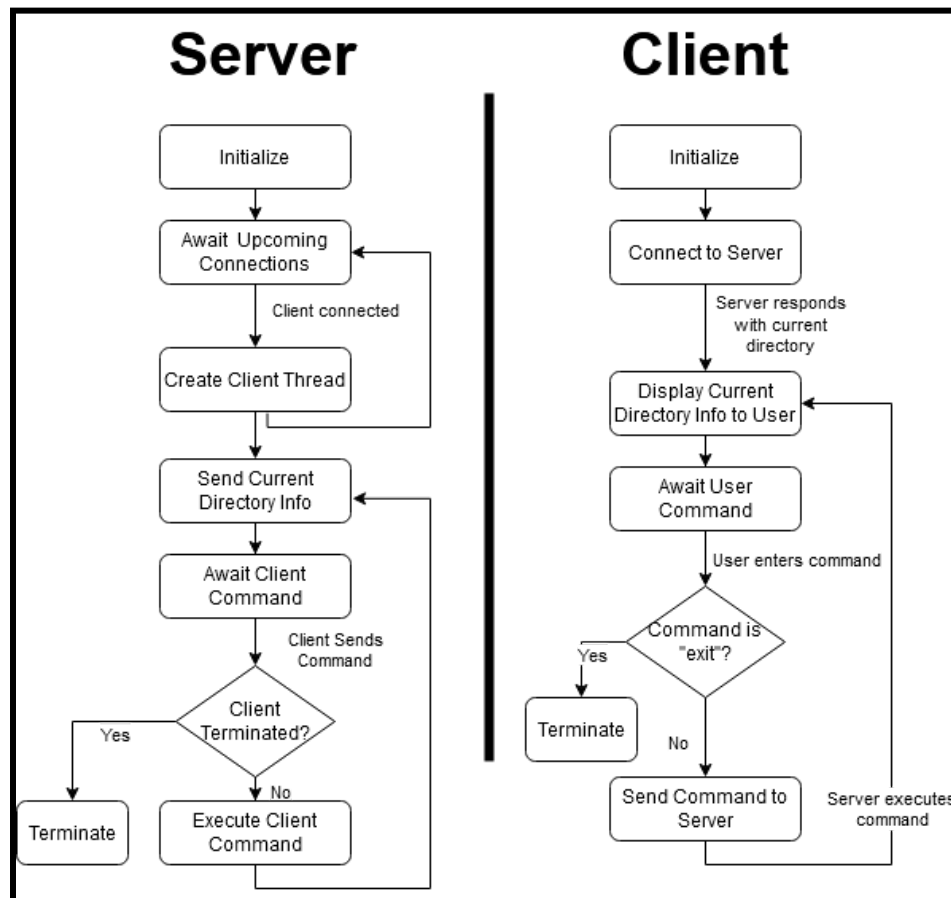 Server
Initialize
Await Upcoming
Connections
Client connected
Create Client Thread
Send Current
Directory Info
Await Client
Command
Client Sends
Command
Client
Terminated?
Yes
No
Terminate
Execute Client
Command
Client
Initialize
Connect to Server
Server responds
with current
directory
Display Current
Directory Info to User
Await User
Command
User enters command
Command is
"exit"?
Yes
Terminate
No
Send Command to
Server
Server executes
command